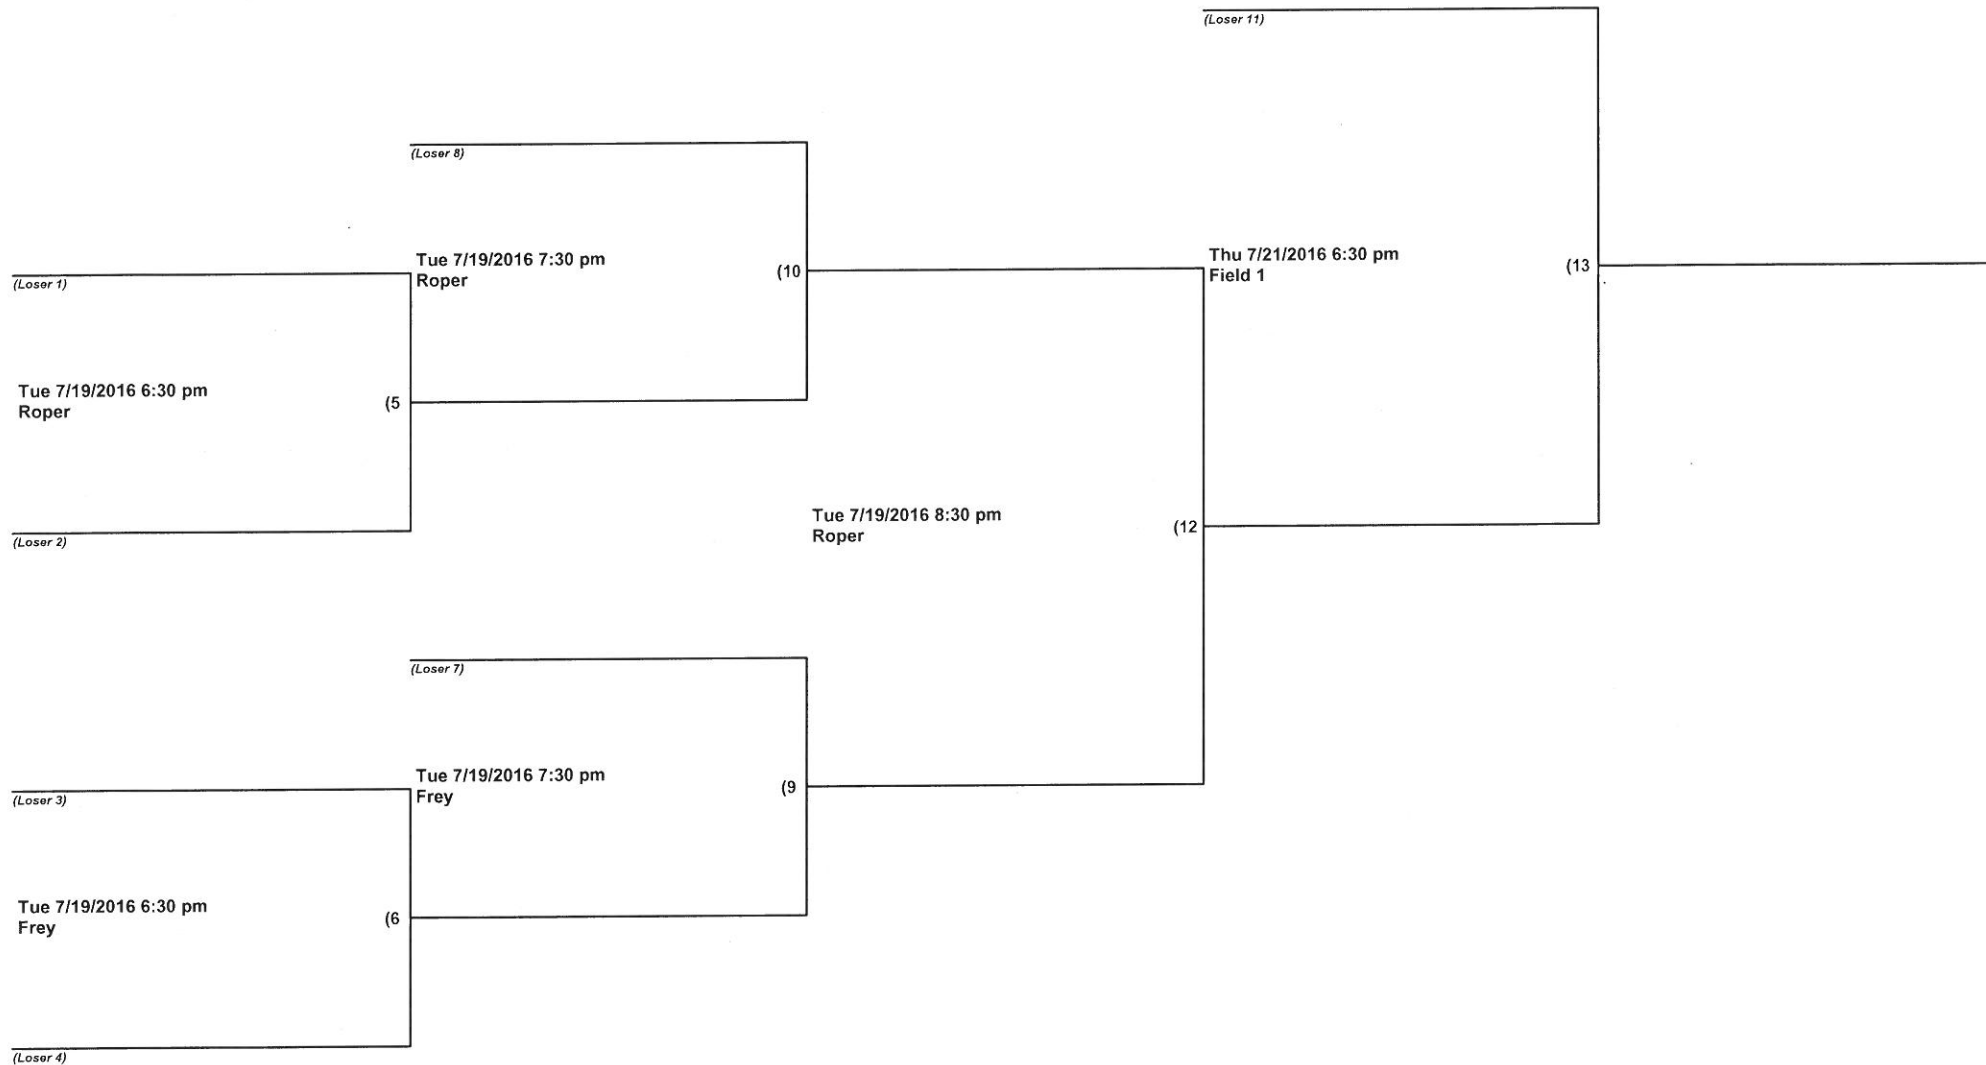 (Loser 11)
(Loser 8)
Tue 7/19/2016 7:30 pm
Roper
(10
Thu 7/21/2016 6:30 pm
Field 1
(13
(Loser 1)
Tue 7/19/2016 6:30 pm
Roper
(5
(Loser 2)
Tue 7/19/2016 8:30 pm
Roper
(12
(Loser 7)
Tue 7/19/2016 7:30 pm
Frey
(9
(Loser 3)
Tue 7/19/2016 6:30 pm
Frey
(6
(Loser 4)